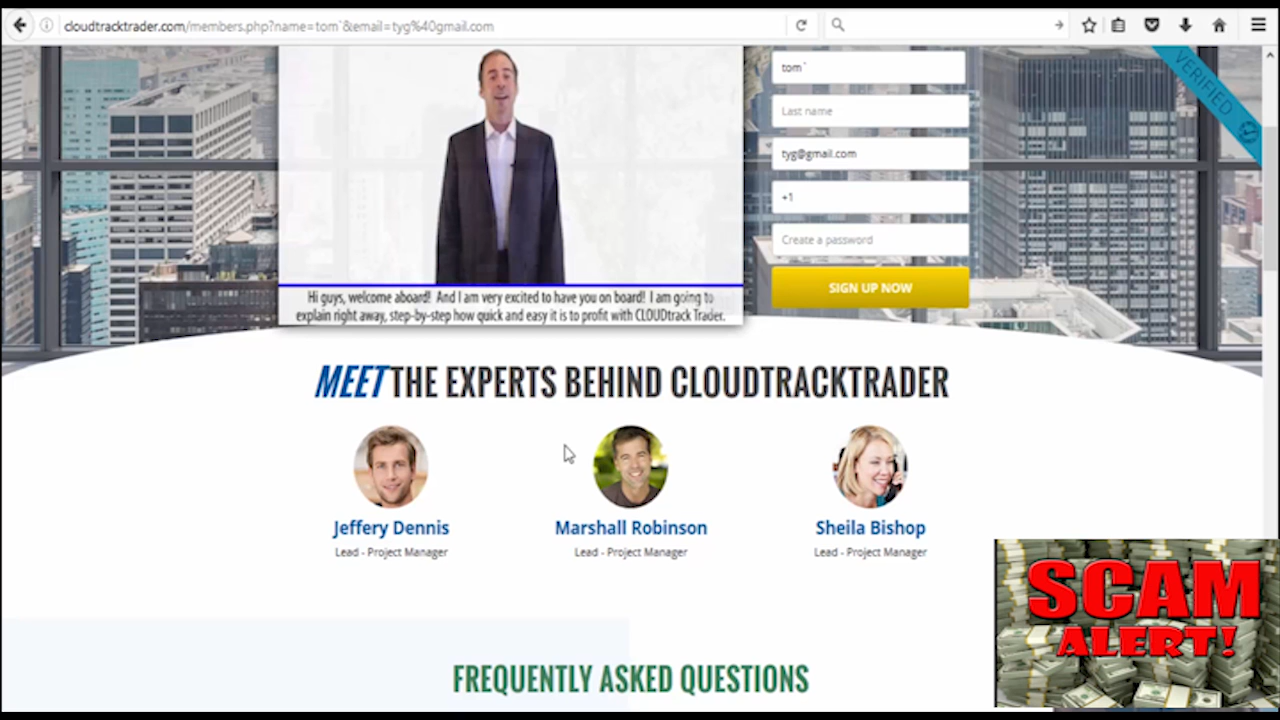 cloudtracktrader.com/members.php?name=tom`&email=tyg%40gmail.com
VERIFIED
tom`
Last name
tyg@gmail.com
+1
Create a password
SIGN UP NOW
Hi guys, welcome aboard! And I am very excited to have you on board! I am going to
explain right away, step-by-step how quick and easy it is to profit with CLOUDtrack Trader.
MEET THE EXPERTS BEHIND CLOUDTRACKTRADER
Jeffery Dennis
Lead - Project Manager
Marshall Robinson
Lead - Project Manager
Sheila Bishop
Lead - Project Manager
SCAM
ALERT!
FREQUENTLY ASKED QUESTIONS